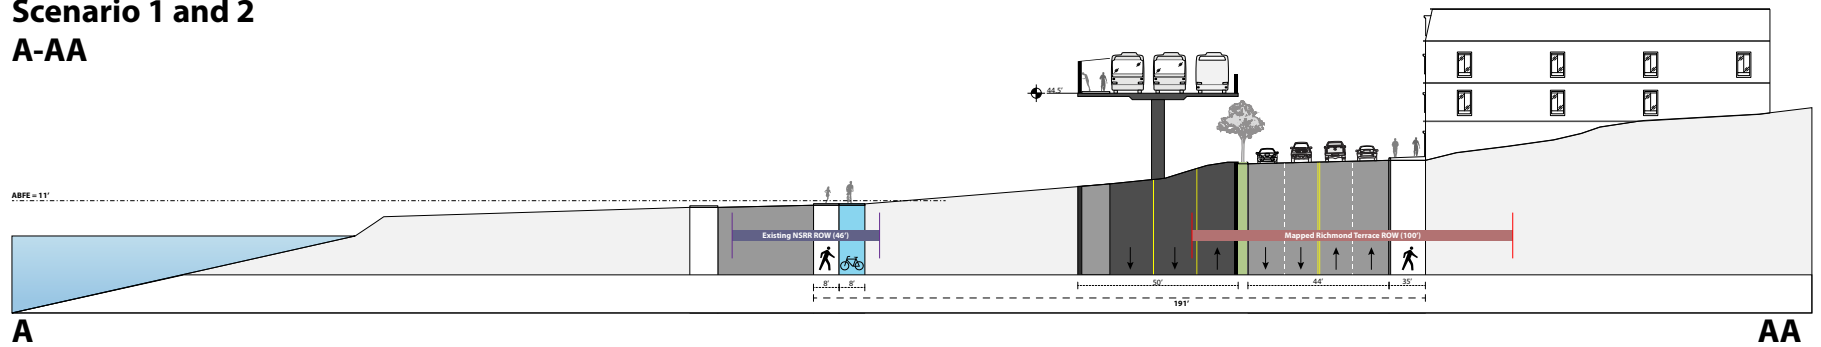 Scenario 1 and 2
A-AA
44.5'
ABFE = 11'
Existing NSRR ROW (46')
Mapped Richmond Terrace ROW (100')
8'
8'
50'
44'
35'
191'
A
AA